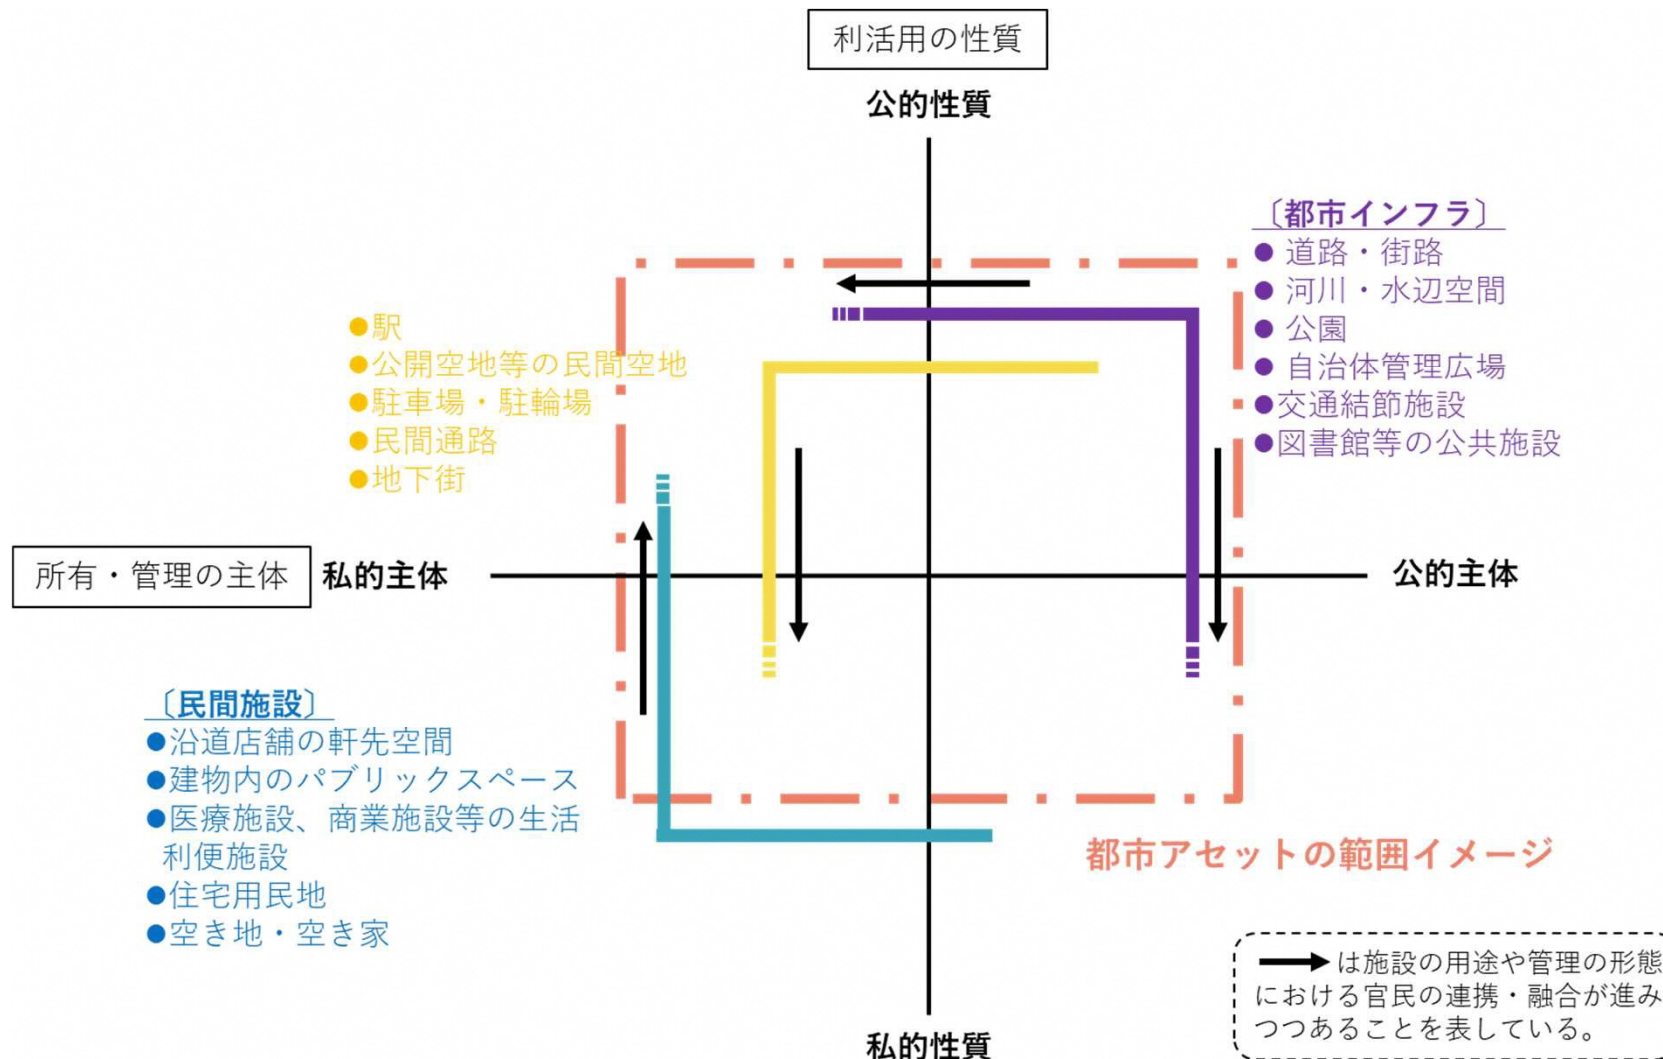 利活用の性質
公的性質
〔都市インフラ〕
●道路・街路
●河川・水辺空間
●公園
●自治体管理広場
●交通結節施設
●図書館等の公共施設
●駅
●公開空地等の民間空地
●駐車場・駐輪場
●民間通路
●地下街
所有・管理の主体
私的主体
公的主体
〔民間施設〕
●沿道店舗の軒先空間
●建物内のパブリックスペース
●医療施設、商業施設等の生活
利便施設
●住宅用民地
●空き地・空き家
都市アセットの範囲イメージ
は施設の用途や管理の形態
における官民の連携・融合が進み
つつあることを表している。
私的性質